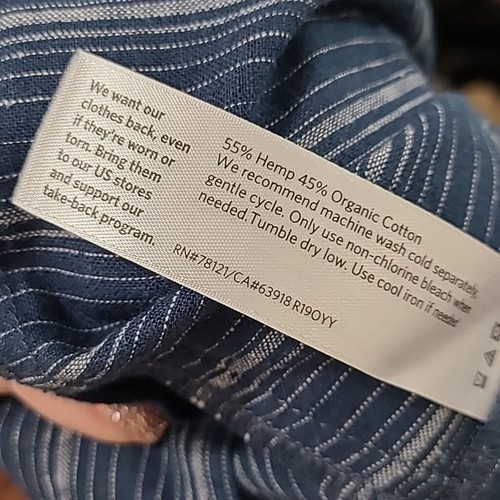 We want our
clothes back, even
if they're worn or
torn. Bring them
to our US stores
and support our
take-back program.
55% Hemp 45% Organic Cotton
We recommend machine wash cold separately,
gentle cycle. Only use non-chlorine bleach when
needed.Tumble dry low. Use cool iron if needed
RN#78121/CA#63918 R19OYY